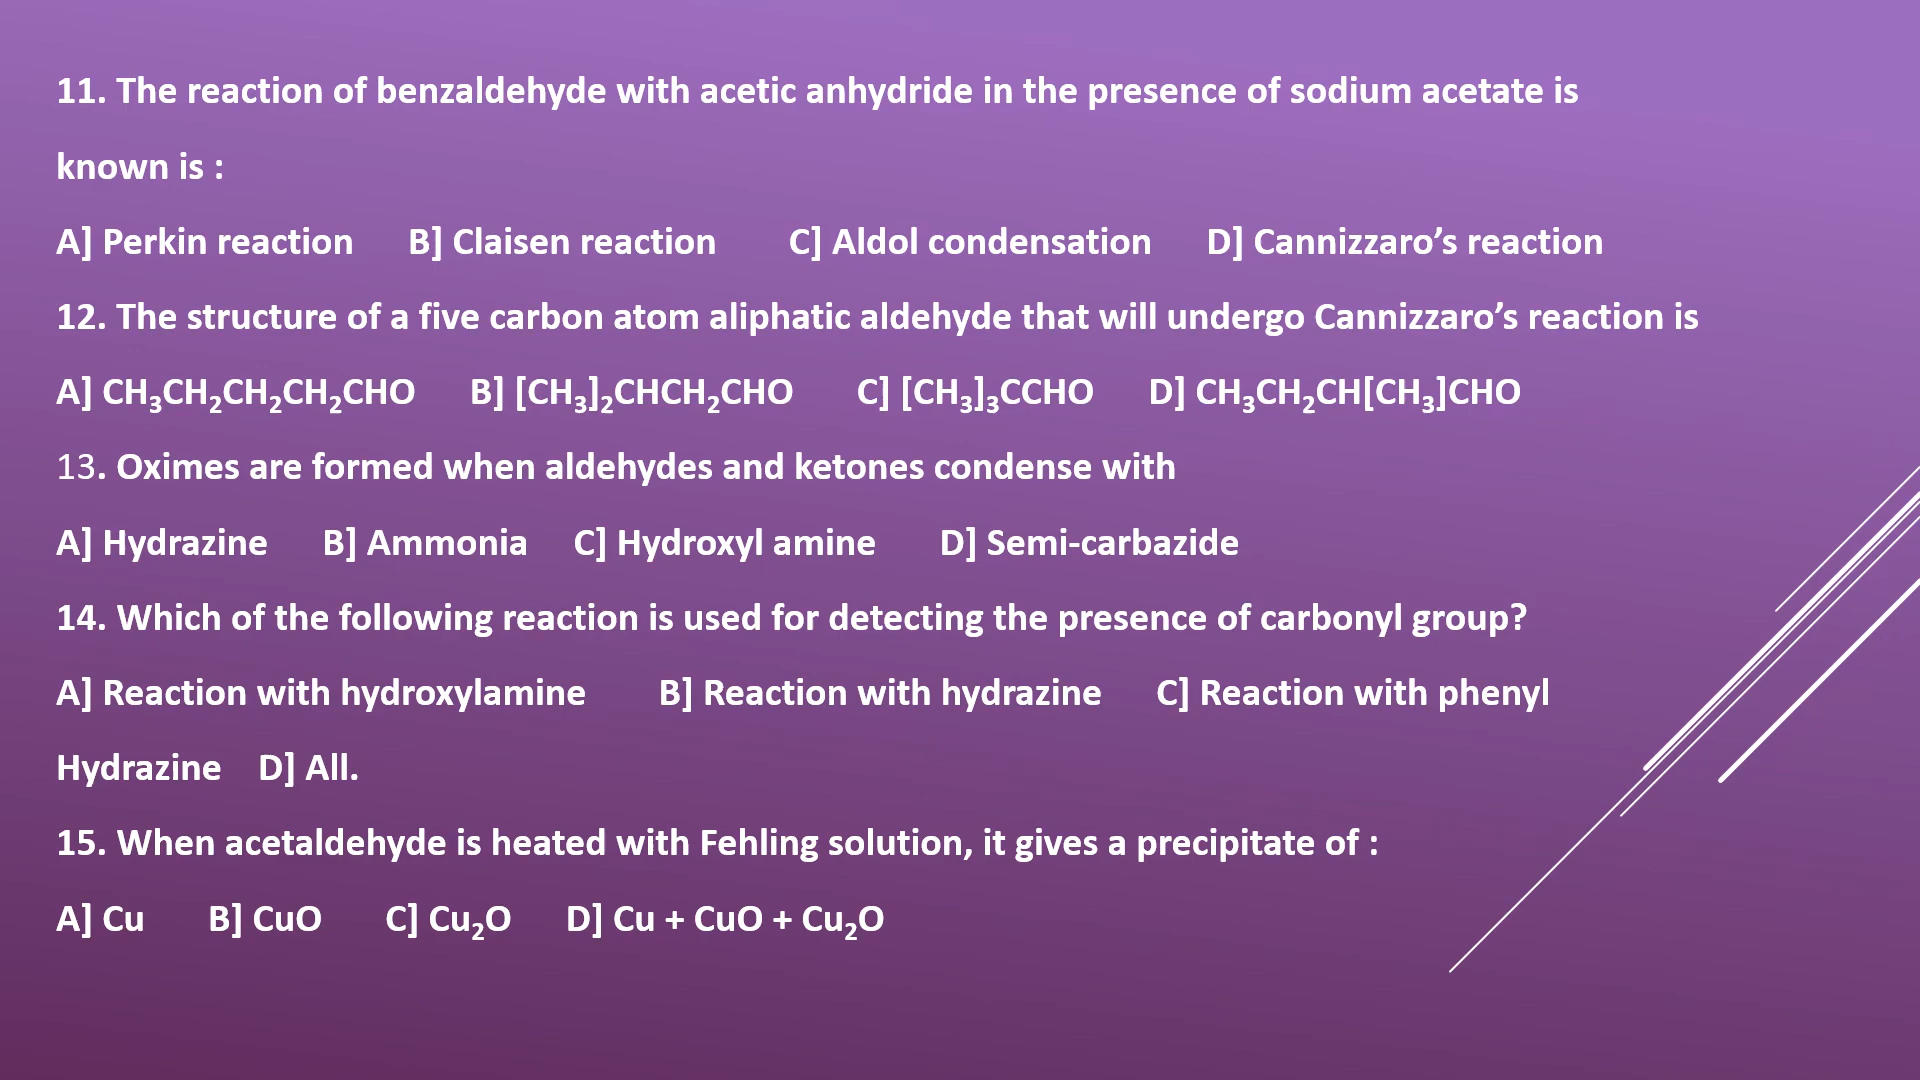 11. The reaction of benzaldehyde with acetic anhydride in the presence of sodium acetate is
known is :
A] Perkin reaction B] Claisen reaction C] Aldol condensation D] Cannizzaro’s reaction
12. The structure of a five carbon atom aliphatic aldehyde that will undergo Cannizzaro’s reaction is
A] CH₃CH₂CH₂CH₂CHO B] [CH₃]₂CHCH₂CHO C] [CH₃]₃CCHO D] CH₃CH₂CH[CH₃]CHO
13. Oximes are formed when aldehydes and ketones condense with
A] Hydrazine B] Ammonia C] Hydroxyl amine D] Semi-carbazide
14. Which of the following reaction is used for detecting the presence of carbonyl group?
A] Reaction with hydroxylamine B] Reaction with hydrazine C] Reaction with phenyl
Hydrazine D] All.
15. When acetaldehyde is heated with Fehling solution, it gives a precipitate of :
A] Cu B] CuO C] Cu₂O D] Cu + CuO + Cu₂O